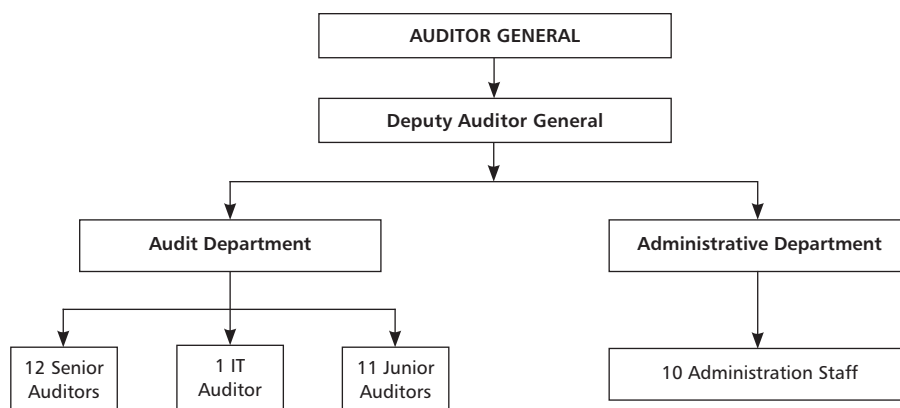 AUDITOR GENERAL
Deputy Auditor General
Audit Department
Administrative Department
12 Senior
Auditors
1 IT
Auditor
11 Junior
Auditors
10 Administration Staff